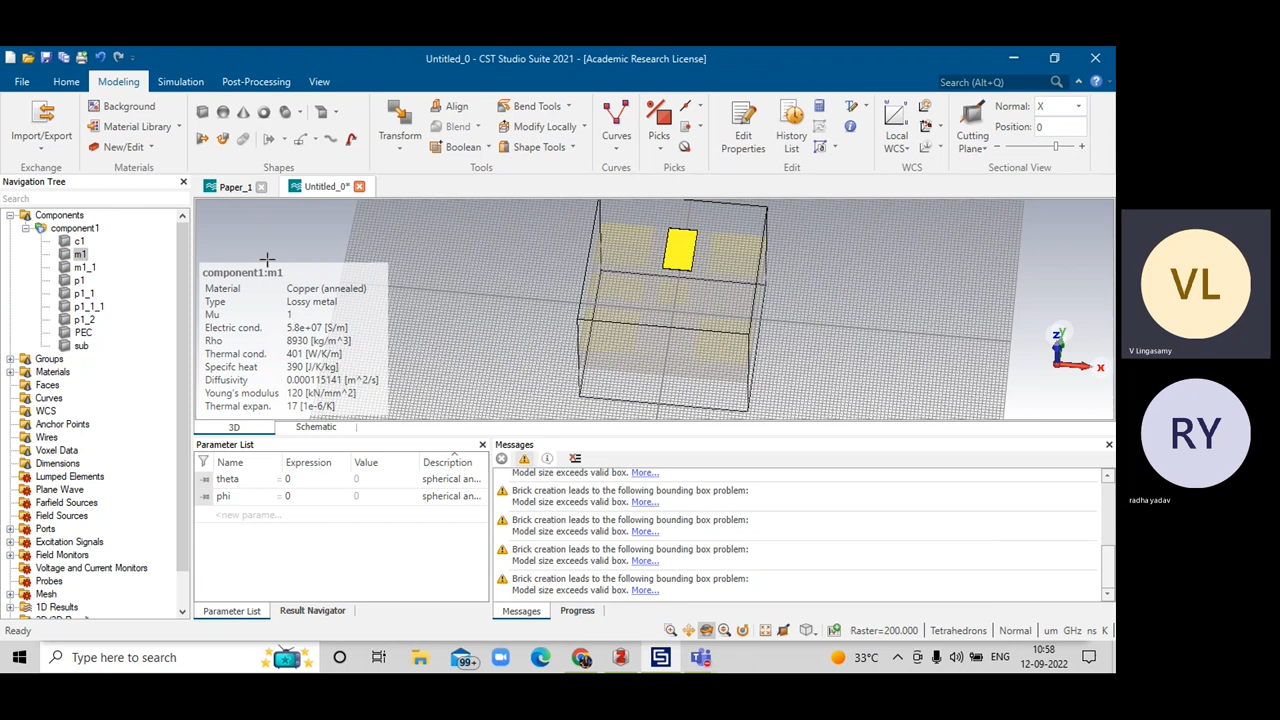 Untitled_0 - CST Studio Suite 2021 - [Academic Research License]
File Home Modeling Simulation Post-Processing View Search (Alt+Q)
Import/Export
Exchange
Background
Material Library
New/Edit
Materials
Shapes
Transform
Align
Blend
Boolean
Bend Tools
Modify Locally
Shape Tools
Tools
Curves
Curves
Picks
Picks
Edit Properties
History List
Edit
Local WCS
WCS
Cutting Plane
Normal: X
Position: 0
Sectional View
Navigation Tree
Search
Paper_1 Untitled_0*
Components
component1
c1
m1
m1_1
p1
p1_1
p1_1_1
p1_2
PEC
sub
Groups
Materials
Faces
Curves
WCS
Anchor Points
Wires
Voxel Data
Dimensions
Lumped Elements
Plane Wave
Farfield Sources
Field Sources
Ports
Excitation Signals
Field Monitors
Voltage and Current Monitors
Probes
Mesh
1D Results
component1:m1
Material Copper (annealed)
Type Lossy metal
Mu 1
Electric cond. 5.8e+07 [S/m]
Rho 8930 [kg/m^3]
Thermal cond. 401 [W/K/m]
Specifc heat 390 [J/K/kg]
Diffusivity 0.000115141 [m^2/s]
Young's modulus 120 [kN/mm^2]
Thermal expan. 17 [1e-6/K]
z y
x
3D Schematic
Parameter List
Name Expression Value Description
theta = 0 0 spherical an...
phi = 0 0 spherical an...
<new parame...
Parameter List Result Navigator
Messages
Model size exceeds valid box. More...
Brick creation leads to the following bounding box problem:
Model size exceeds valid box. More...
Brick creation leads to the following bounding box problem:
Model size exceeds valid box. More...
Brick creation leads to the following bounding box problem:
Model size exceeds valid box. More...
Brick creation leads to the following bounding box problem:
Model size exceeds valid box. More...
Messages Progress
Ready
Raster=200.000 Tetrahedrons Normal um GHz ns K
Type here to search
99+
33°C
ENG
10:58
12-09-2022
VL
V Lingasamy
RY
radha yadav